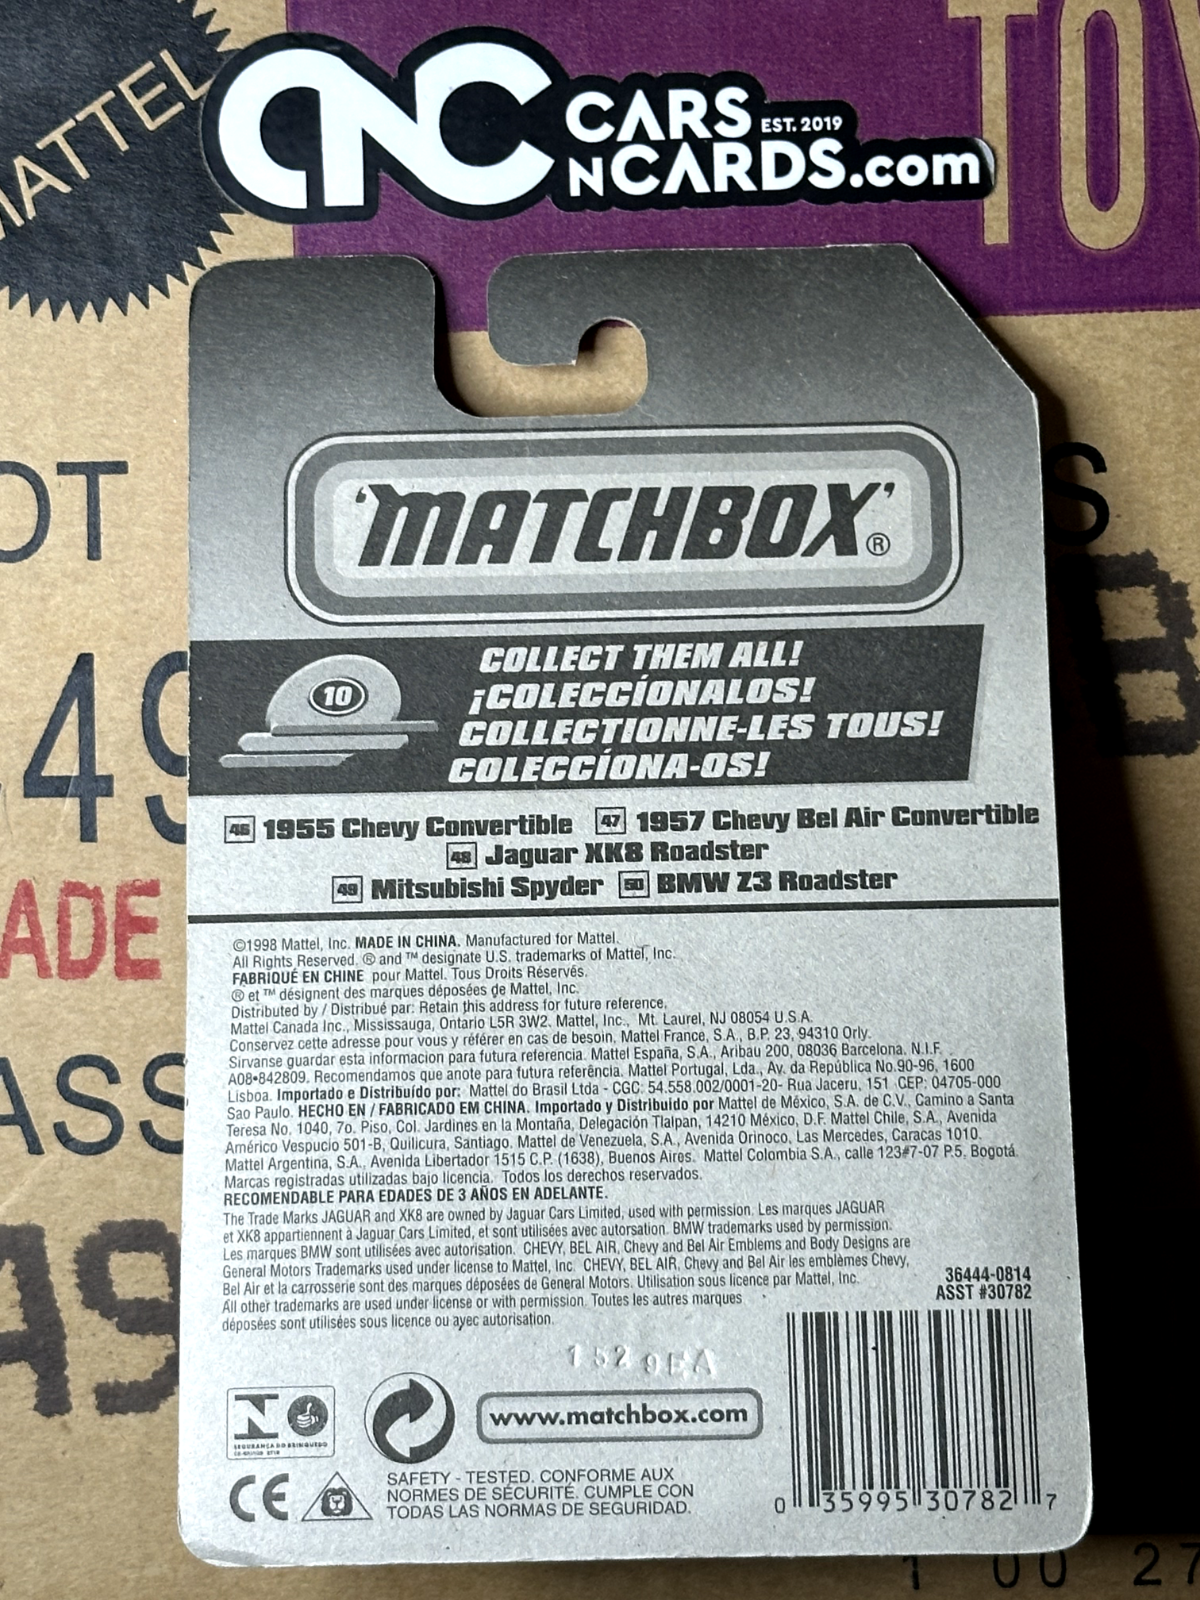 MATTEL
TOY
CNC CARS EST. 2019
NCARDS.com
OT
S
49
ADE
ASS
A9
B
'MATCHBOX'®
10
COLLECT THEM ALL!
¡COLECCÍONALOS!
COLLECTIONNE-LES TOUS!
COLECCÍONA-OS!
46 1955 Chevy Convertible 47 1957 Chevy Bel Air Convertible
48 Jaguar XK8 Roadster
49 Mitsubishi Spyder 50 BMW Z3 Roadster
©1998 Mattel, Inc. MADE IN CHINA. Manufactured for Mattel.
All Rights Reserved. ® and ™ designate U.S. trademarks of Mattel, Inc.
FABRIQUÉ EN CHINE pour Mattel. Tous Droits Réservés.
® et ™ désignent des marques déposées de Mattel, Inc.
Distributed by / Distribué par: Retain this address for future reference.
Mattel Canada Inc., Mississauga, Ontario L5R 3W2. Mattel, Inc., Mt. Laurel, NJ 08054 U.S.A.
Conservez cette adresse pour vous y référer en cas de besoin. Mattel France, S.A., B.P. 23, 94310 Orly.
Sirvanse guardar esta informacion para futura referencia. Mattel España, S.A., Aribau 200, 08036 Barcelona. N.I.F.
A08•842809. Recomendamos que anote para futura referência. Mattel Portugal, Lda., Av. da República No.90-96, 1600
Lisboa. Importado e Distribuído por: Mattel do Brasil Ltda - CGC: 54.558.002/0001-20- Rua Jaceru, 151 CEP: 04705-000
Sao Paulo. HECHO EN / FABRICADO EM CHINA. Importado y Distribuido por Mattel de México, S.A. de C.V., Camino a Santa
Teresa No. 1040, 7o. Piso, Col. Jardines en la Montaña, Delegación Tlalpan, 14210 México, D.F. Mattel Chile, S.A., Avenida
Américo Vespucio 501-B, Quilicura, Santiago. Mattel de Venezuela, S.A., Avenida Orinoco, Las Mercedes, Caracas 1010.
Mattel Argentina, S.A., Avenida Libertador 1515 C.P. (1638), Buenos Aires. Mattel Colombia S.A., calle 123#7-07 P.5, Bogotá.
Marcas registradas utilizadas bajo licencia. Todos los derechos reservados.
RECOMENDABLE PARA EDADES DE 3 AÑOS EN ADELANTE.
The Trade Marks JAGUAR and XK8 are owned by Jaguar Cars Limited, used with permission. Les marques JAGUAR
et XK8 appartiennent à Jaguar Cars Limited, et sont utilisées avec autorsation. BMW trademarks used by permission.
Les marques BMW sont utilisées avec autorisation. CHEVY, BEL AIR, Chevy and Bel Air Emblems and Body Designs are
General Motors Trademarks used under license to Mattel, Inc. CHEVY, BEL AIR, Chevy and Bel Air les emblèmes Chevy,
Bel Air et la carrosserie sont des marques déposées de General Motors. Utilisation sous licence par Mattel, Inc.
All other trademarks are used under license or with permission. Toutes les autres marques
déposées sont utilisées sous licence ou avec autorisation.
36444-0814
ASST #30782
1529FA
N
SEGURANÇA DO BRINQUEDO
www.matchbox.com
CE
SAFETY - TESTED. CONFORME AUX
NORMES DE SÉCURITÉ. CUMPLE CON
TODAS LAS NORMAS DE SEGURIDAD.
0 35995 30782 7
1 00 27